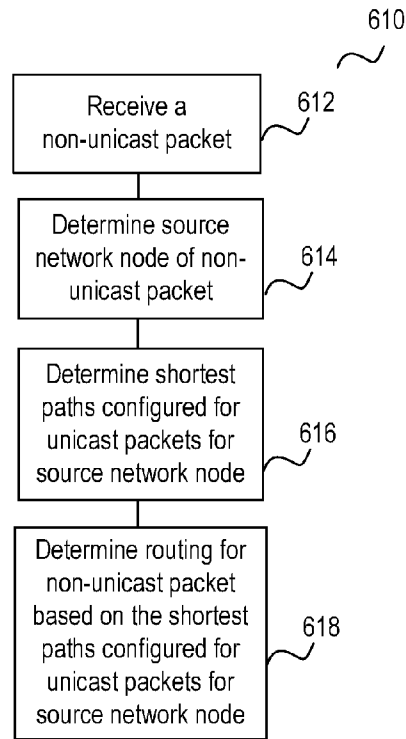 610
Receive a
non-unicast packet
612
Determine source
network node of non-
unicast packet
614
Determine shortest
paths configured for
unicast packets for
source network node
616
Determine routing for
non-unicast packet
based on the shortest
paths configured for
unicast packets for
source network node
618